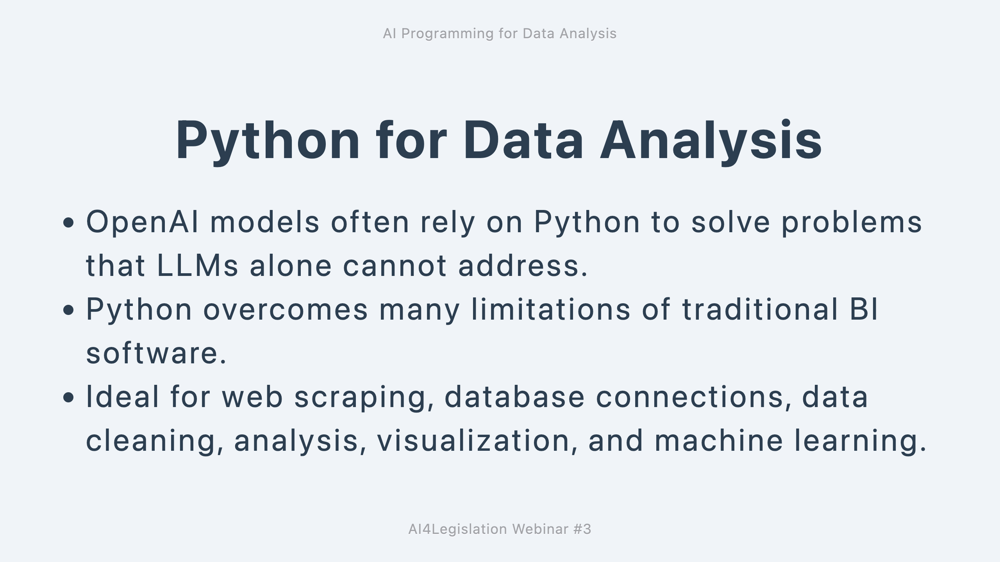 AI Programming for Data Analysis
Python for Data Analysis
• OpenAI models often rely on Python to solve problems
that LLMs alone cannot address.
• Python overcomes many limitations of traditional BI
software.
• Ideal for web scraping, database connections, data
cleaning, analysis, visualization, and machine learning.
AI4Legislation Webinar #3